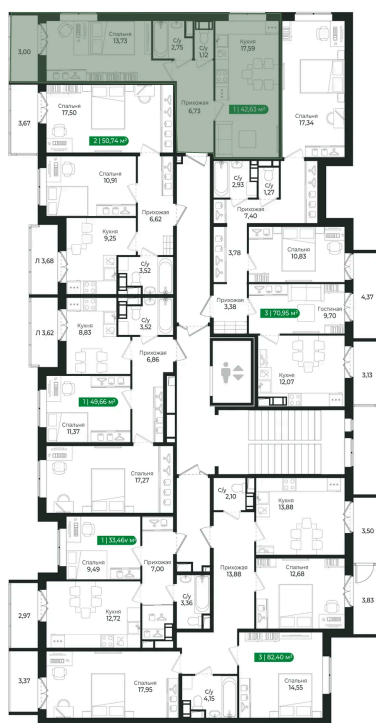 3,00
Спальня
13,73
С/у
2,75
С/у
1,12
Кухня
17,59
Прихожая
6,73
1 | 42,63 м²
Спальня
17,34
3,67
Спальня
17,50
2 | 50,74 м²
Спальня
10,91
Прихожая
6,62
С/у
2,93
С/у
1,27
Прихожая
7,40
Л 3,68
Кухня
9,25
С/у
3,52
3,78
Спальня
10,83
4,37
Л 3,62
Кухня
8,83
С/у
3,52
Прихожая
3,38
3 | 70,95 м²
Гостиная
9,70
Прихожая
6,86
Кухня
12,07
3,13
1 | 49,66 м²
Спальня
11,37
Спальня
17,27
С/у
2,10
Кухня
13,88
3,50
1 | 33,46 м²
Спальня
9,49
Прихожая
7,00
Прихожая
13,88
Спальня
12,68
3,83
2,97
Кухня
12,72
С/у
3,36
3,37
Спальня
17,95
С/у
4,15
3 | 82,40 м²
Спальня
14,55